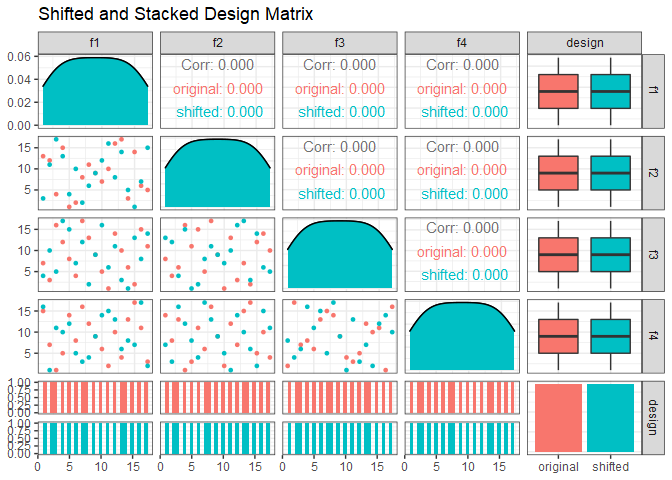 Shifted and Stacked Design Matrix
f1 f2 f3 f4 design
0.06
0.04
0.02
0.00
Corr: 0.000 Corr: 0.000 Corr: 0.000
original: 0.000 original: 0.000 original: 0.000
shifted: 0.000 shifted: 0.000 shifted: 0.000
f1
15
10
5
Corr: 0.000 Corr: 0.000
original: 0.000 original: 0.000
shifted: 0.000 shifted: 0.000
f2
15
10
5
Corr: 0.000
original: 0.000
shifted: 0.000
f3
15
10
5
f4
1.00
0.75
0.50
0.25
0.00
1.00
0.75
0.50
0.25
0.00
design
0 5 10 15 0 5 10 15 0 5 10 15 0 5 10 15 original shifted